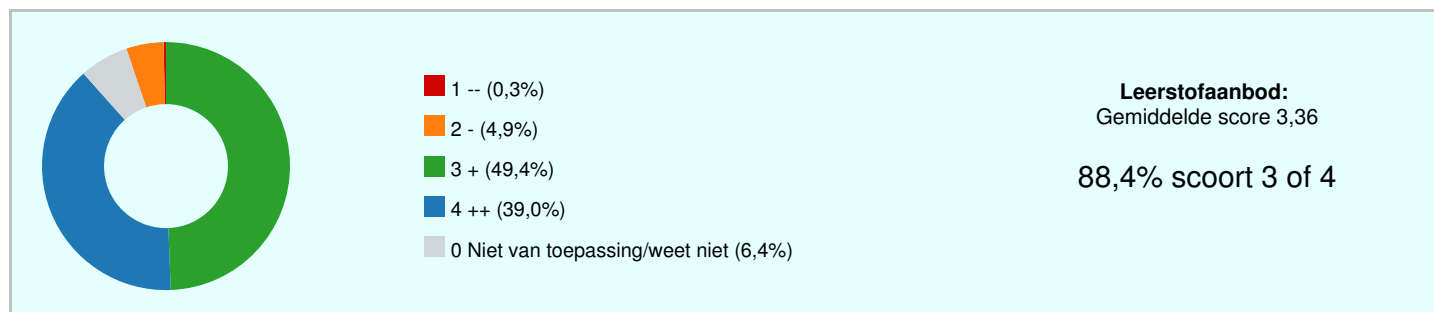 1 -- (0,3%)
2 - (4,9%)
3 + (49,4%)
4 ++ (39,0%)
0 Niet van toepassing/weet niet (6,4%)
Leerstofaanbod:
Gemiddelde score 3,36
88,4% scoort 3 of 4